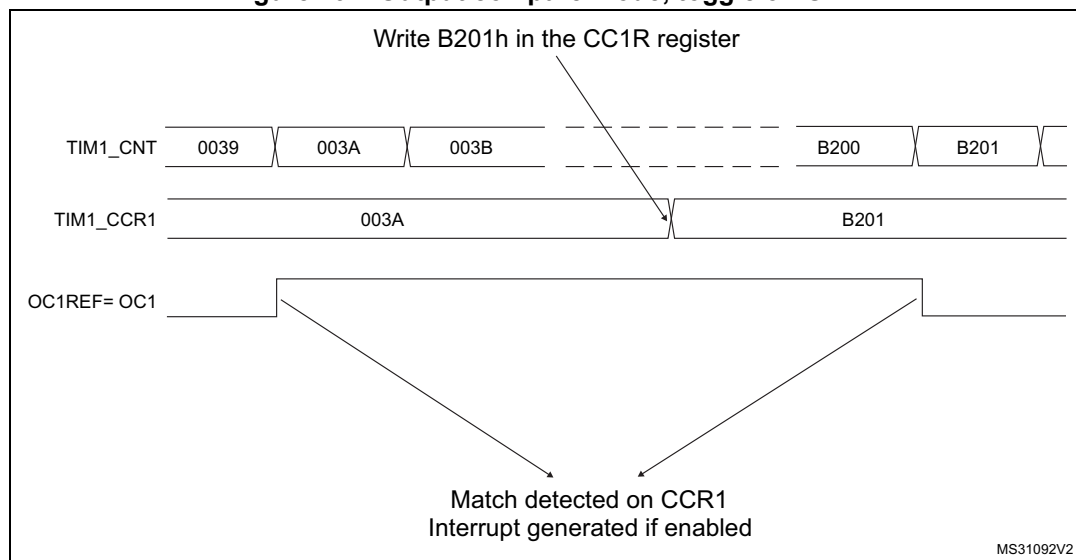 Write B201h in the CC1R register
TIM1_CNT 0039 003A 003B B200 B201
TIM1_CCR1 003A B201
OC1REF= OC1
Match detected on CCR1
Interrupt generated if enabled
MS31092V2